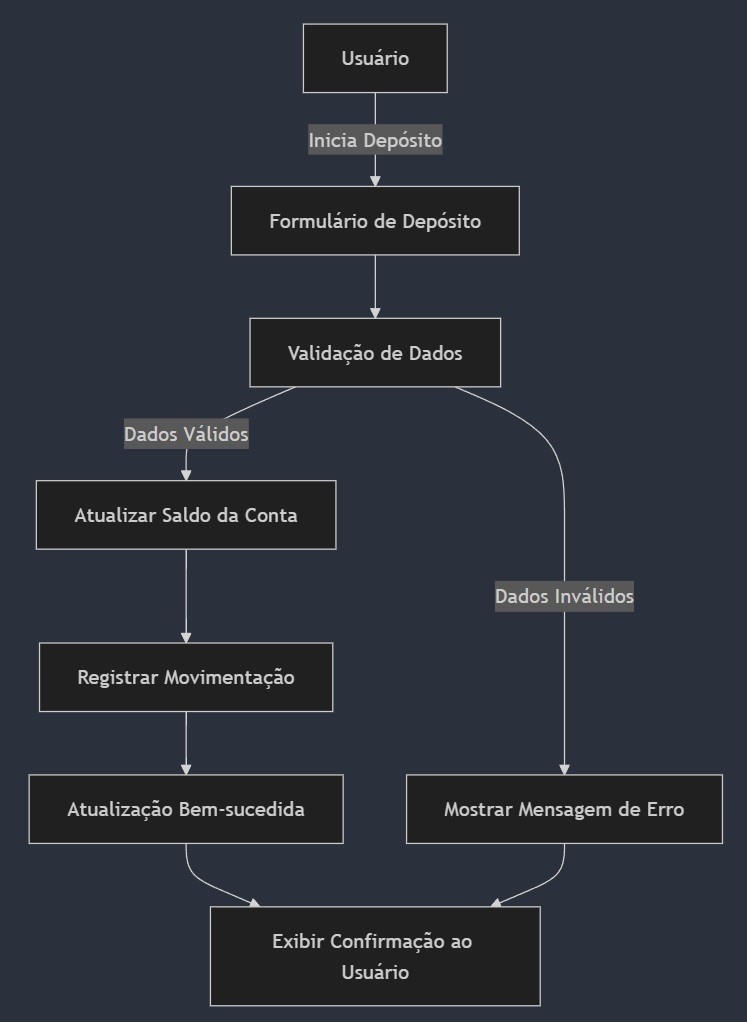 Usuário
Inicia Depósito
Formulário de Depósito
Validação de Dados
Dados Válidos
Atualizar Saldo da Conta
Dados Inválidos
Registrar Movimentação
Atualização Bem-sucedida
Mostrar Mensagem de Erro
Exibir Confirmação ao
Usuário